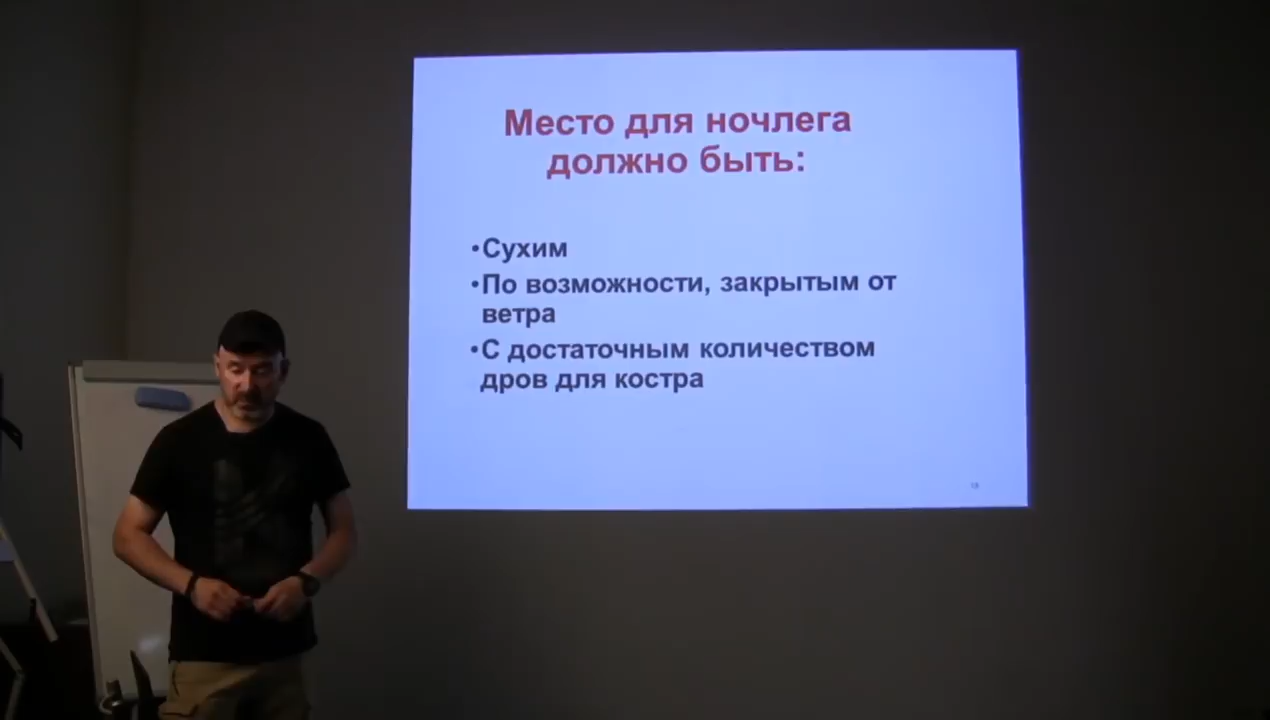 Место для ночлега
должно быть:
•Сухим
•По возможности, закрытым от
ветра
•С достаточным количеством
дров для костра